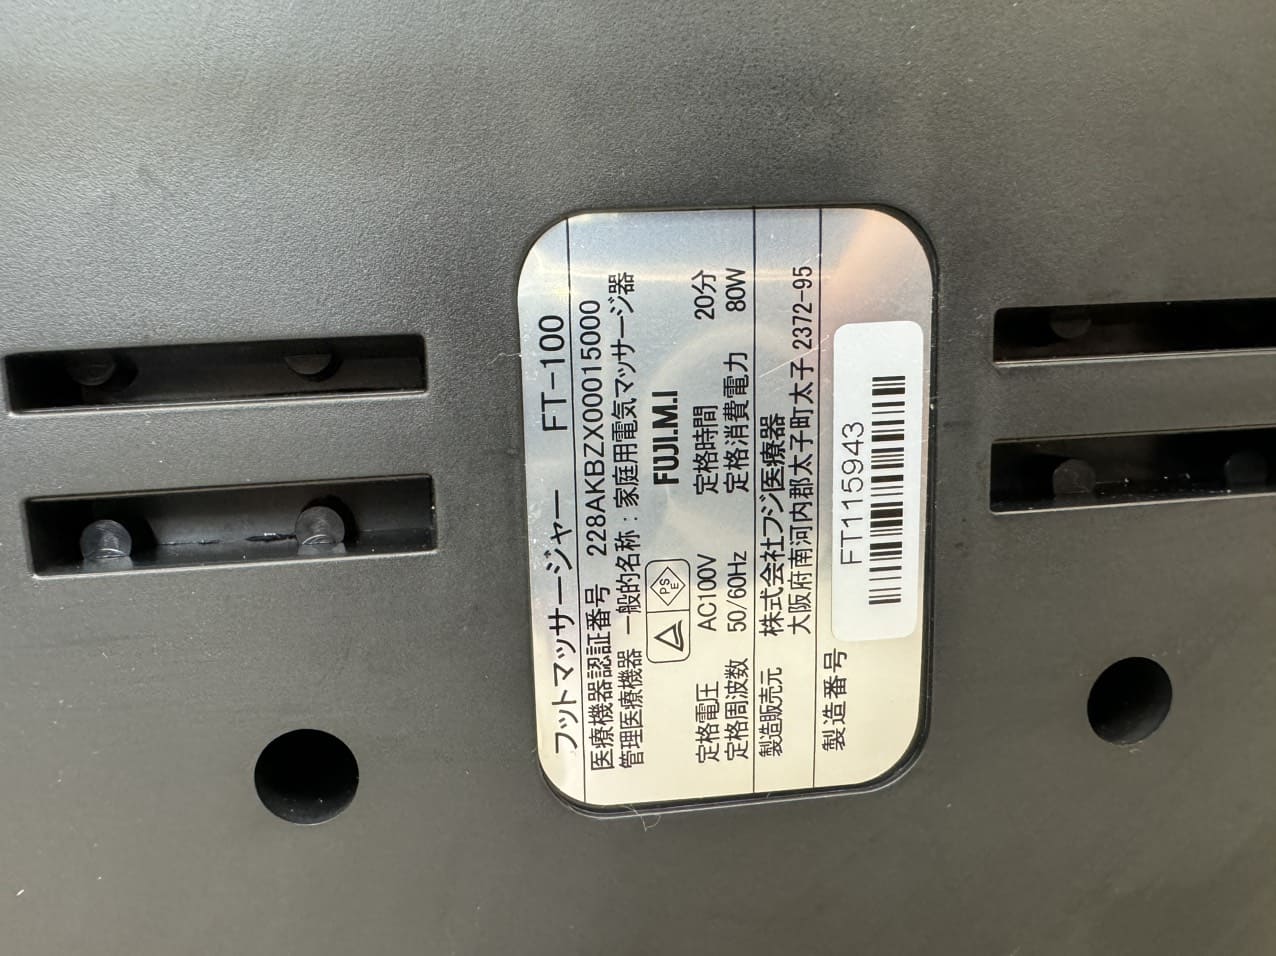 フットマッサージャー FT-100
医療機器認証番号 228AKBZX00015000
管理医療機器 一般的名称：家庭用電気マッサージ器
PSE FUJI.M.I
定格電圧 AC100V 定格時間 20分
定格周波数 50/60Hz 定格消費電力 80W
製造販売元 株式会社フジ医療器
大阪府南河内郡太子町太子 2372-95
製造番号 FT115943